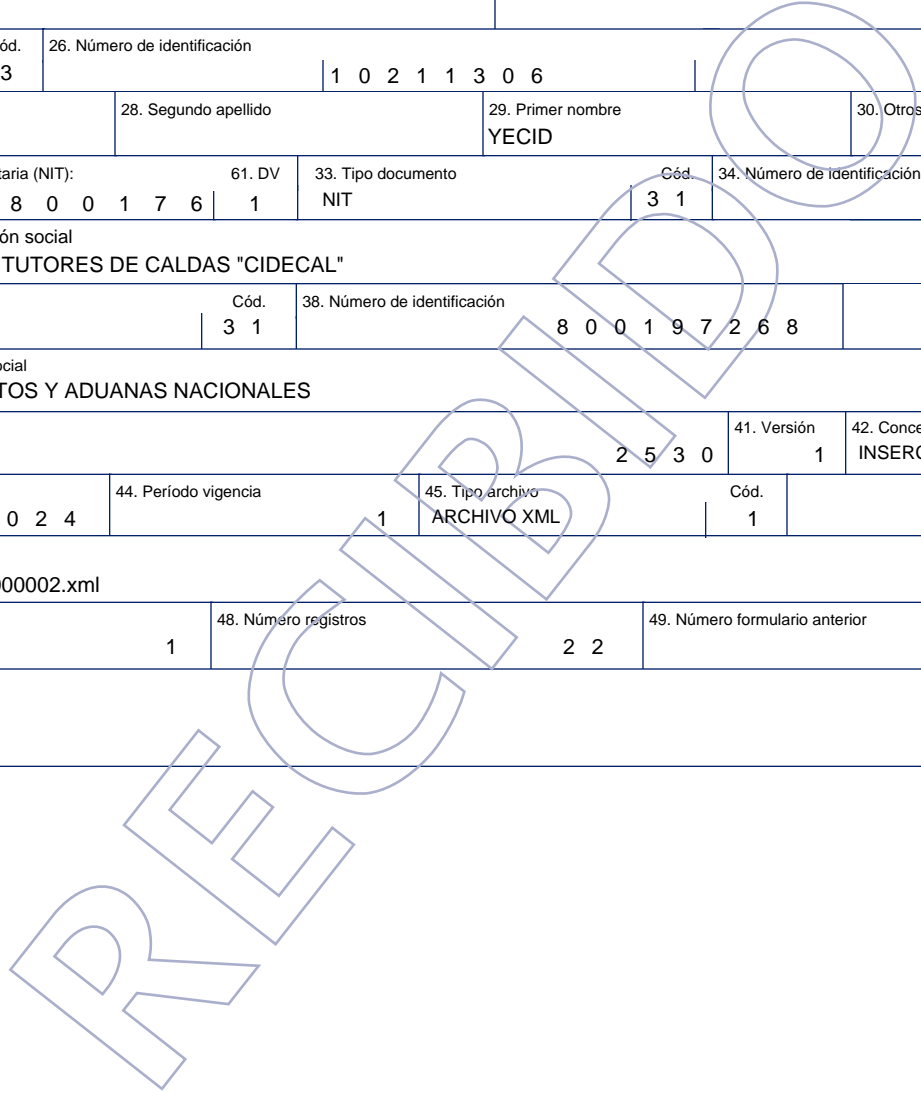 ód. 26. Número de identificación
3 1 0 2 1 1 3 0 6
28. Segundo apellido 29. Primer nombre 30. Otros
YECID
taria (NIT): 61. DV 33. Tipo documento Cód. 34. Número de identificación
8 0 0 1 7 6 1 NIT 3 1
ón social
TUTORES DE CALDAS "CIDECAL"
Cód. 38. Número de identificación
3 1 8 0 0 1 9 7 2 6 8
ocial
TOS Y ADUANAS NACIONALES
41. Versión 42. Conce
2 5 3 0 1 INSERC
44. Período vigencia 45. Tipo archivo Cód.
0 2 4 1 ARCHIVO XML 1
000002.xml
48. Número registros 49. Número formulario anterior
1 2 2
RECIBIDO